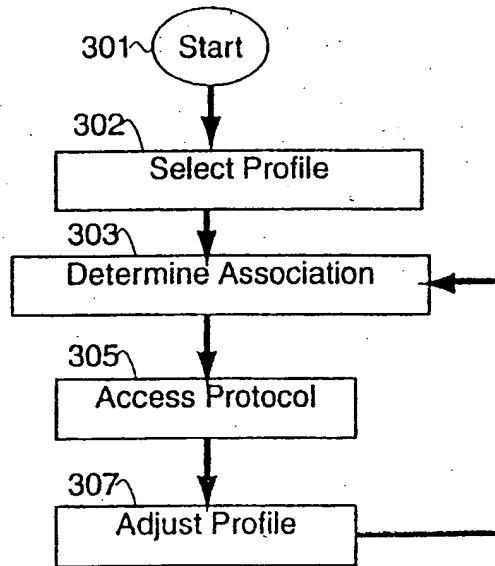 301 Start
302
Select Profile
303
Determine Association
305
Access Protocol
307
Adjust Profile